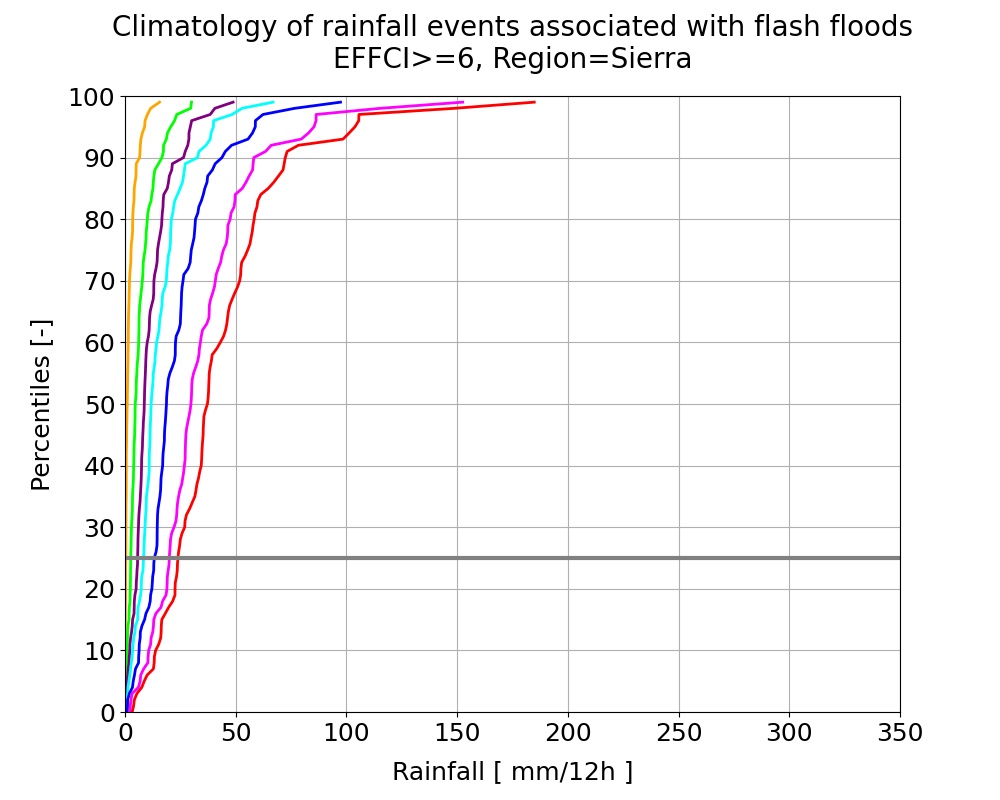 Climatology of rainfall events associated with flash floods
EFFCI>=6, Region=Sierra
100
90
80
70
60
50
40
30
20
10
0
Percentiles [-]
0 50 100 150 200 250 300 350
Rainfall [ mm/12h ]